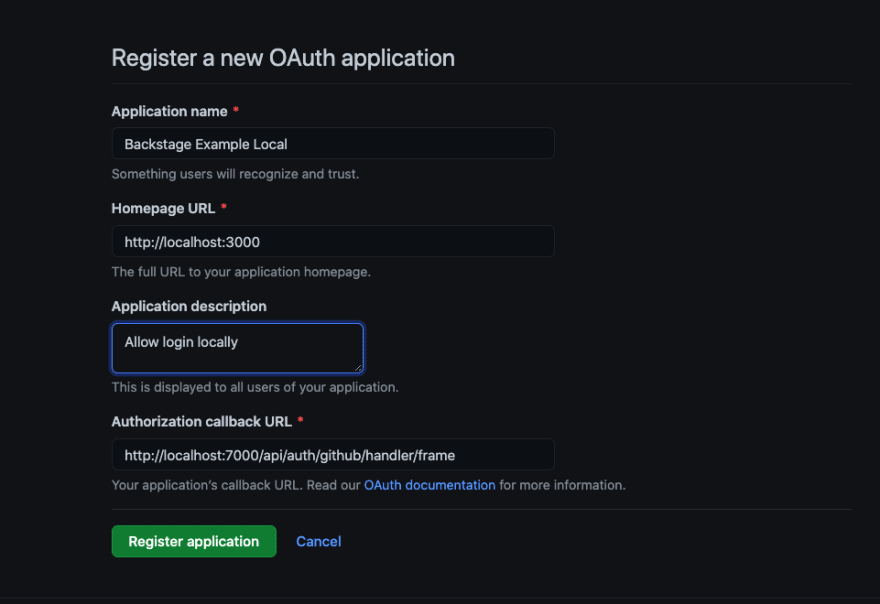 Register a new OAuth application
Application name *
Backstage Example Local
Something users will recognize and trust.
Homepage URL *
http://localhost:3000
The full URL to your application homepage.
Application description
Allow login locally
This is displayed to all users of your application.
Authorization callback URL *
http://localhost:7000/api/auth/github/handler/frame
Your application's callback URL. Read our OAuth documentation for more information.
Register application Cancel